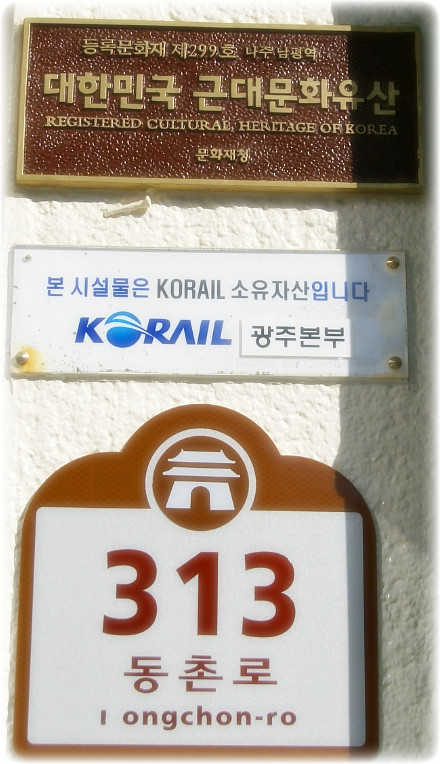 등록문화재 제299호 나주 남평역
대한민국 근대문화유산
REGISTERED CULTURAL HERITAGE OF KOREA
문화재청
본 시설물은 KORAIL 소유자산입니다
KORAIL 광주본부
313
동촌로
ongchon-ro